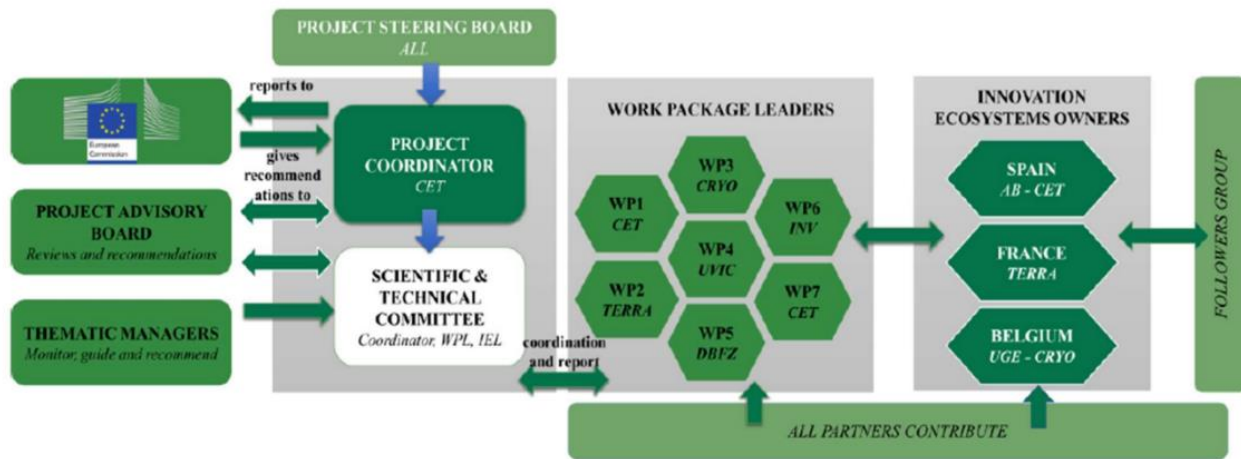 PROJECT STEERING BOARD
ALL
reports to
European
Commission
gives
recommend
ations to
PROJECT
COORDINATOR
CET
PROJECT ADVISORY
BOARD
Reviews and recommendations
THEMATIC MANAGERS
Monitor, guide and recommend
SCIENTIFIC &
TECHNICAL
COMMITTEE
Coordinator, WPL, IEL
coordination
and report
WORK PACKAGE LEADERS
WP3
CRYO
WP1
CET
WP6
INV
WP4
UVIC
WP2
TERRA
WP7
CET
WP5
DBFZ
INNOVATION
ECOSYSTEMS OWNERS
SPAIN
AB - CET
FRANCE
TERRA
BELGIUM
UGE - CRYO
FOLLOWERS GROUP
ALL PARTNERS CONTRIBUTE